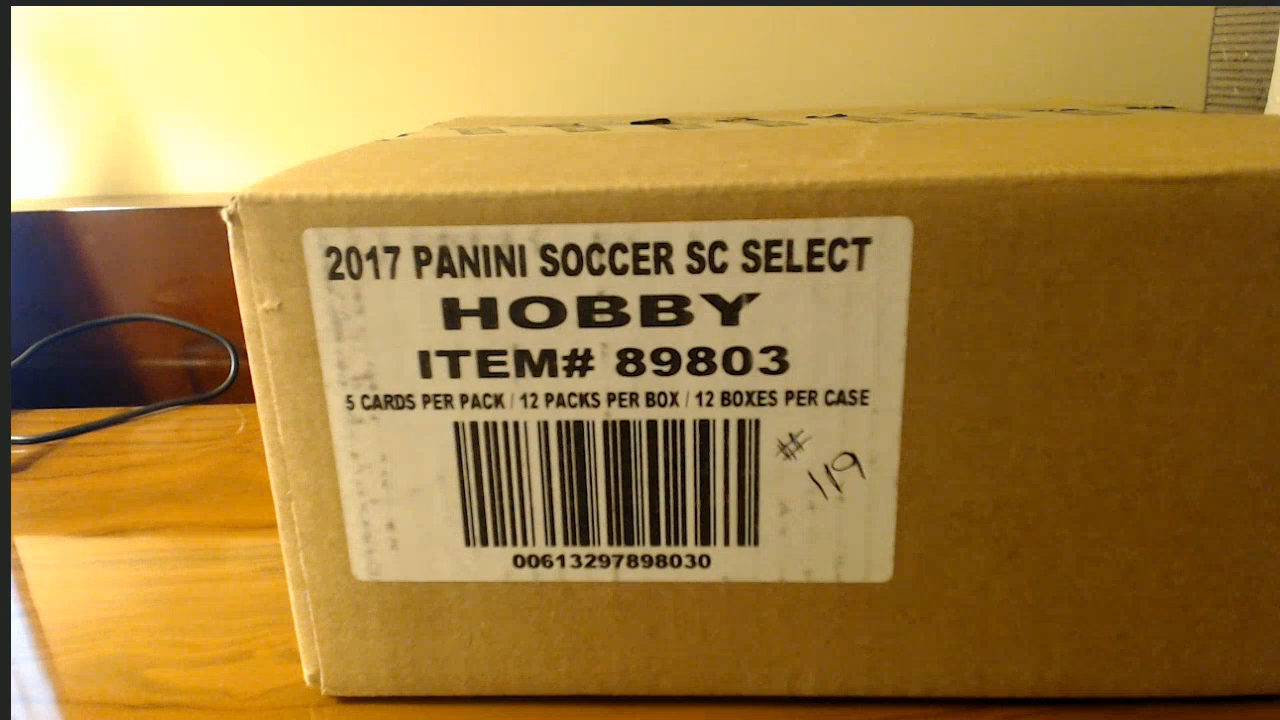 2017 PANINI SOCCER SC SELECT
HOBBY
ITEM# 89803
5 CARDS PER PACK / 12 PACKS PER BOX / 12 BOXES PER CASE
#
119
00613297898030